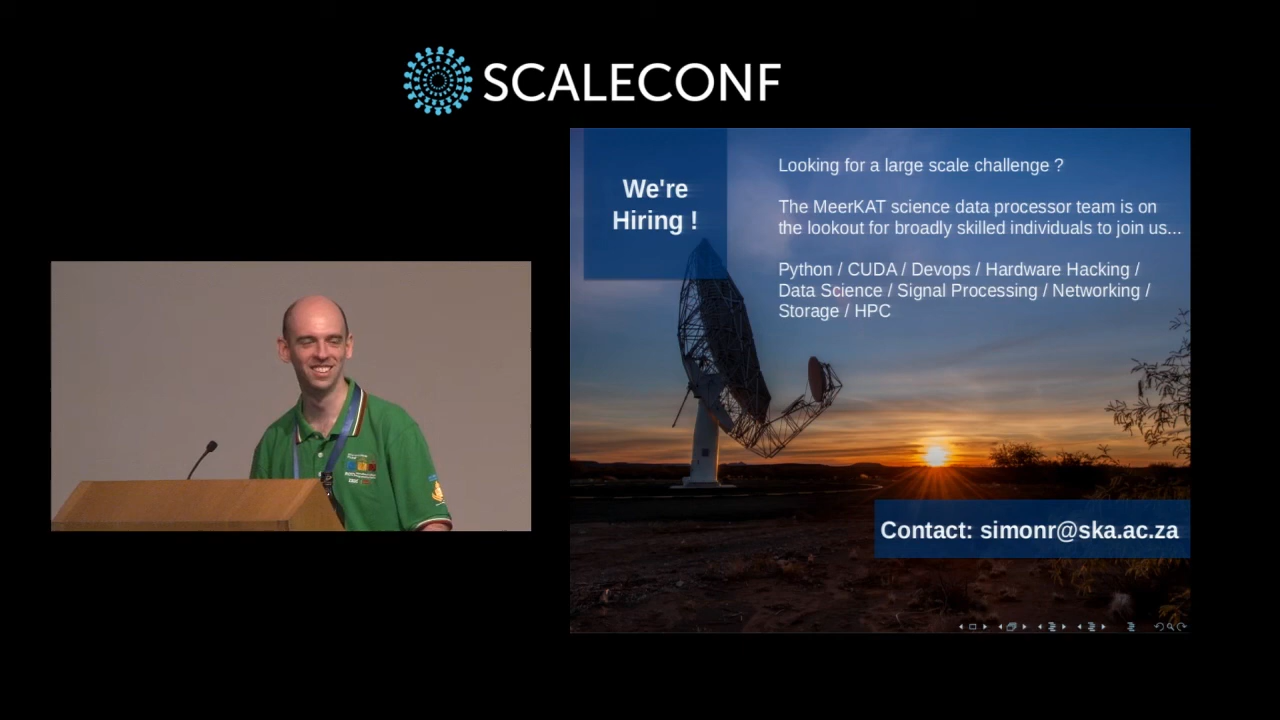 SCALECONF
We're
Hiring !
Looking for a large scale challenge ?
The MeerKAT science data processor team is on
the lookout for broadly skilled individuals to join us...
Python / CUDA / Devops / Hardware Hacking /
Data Science / Signal Processing / Networking /
Storage / HPC
Contact: simonr@ska.ac.za